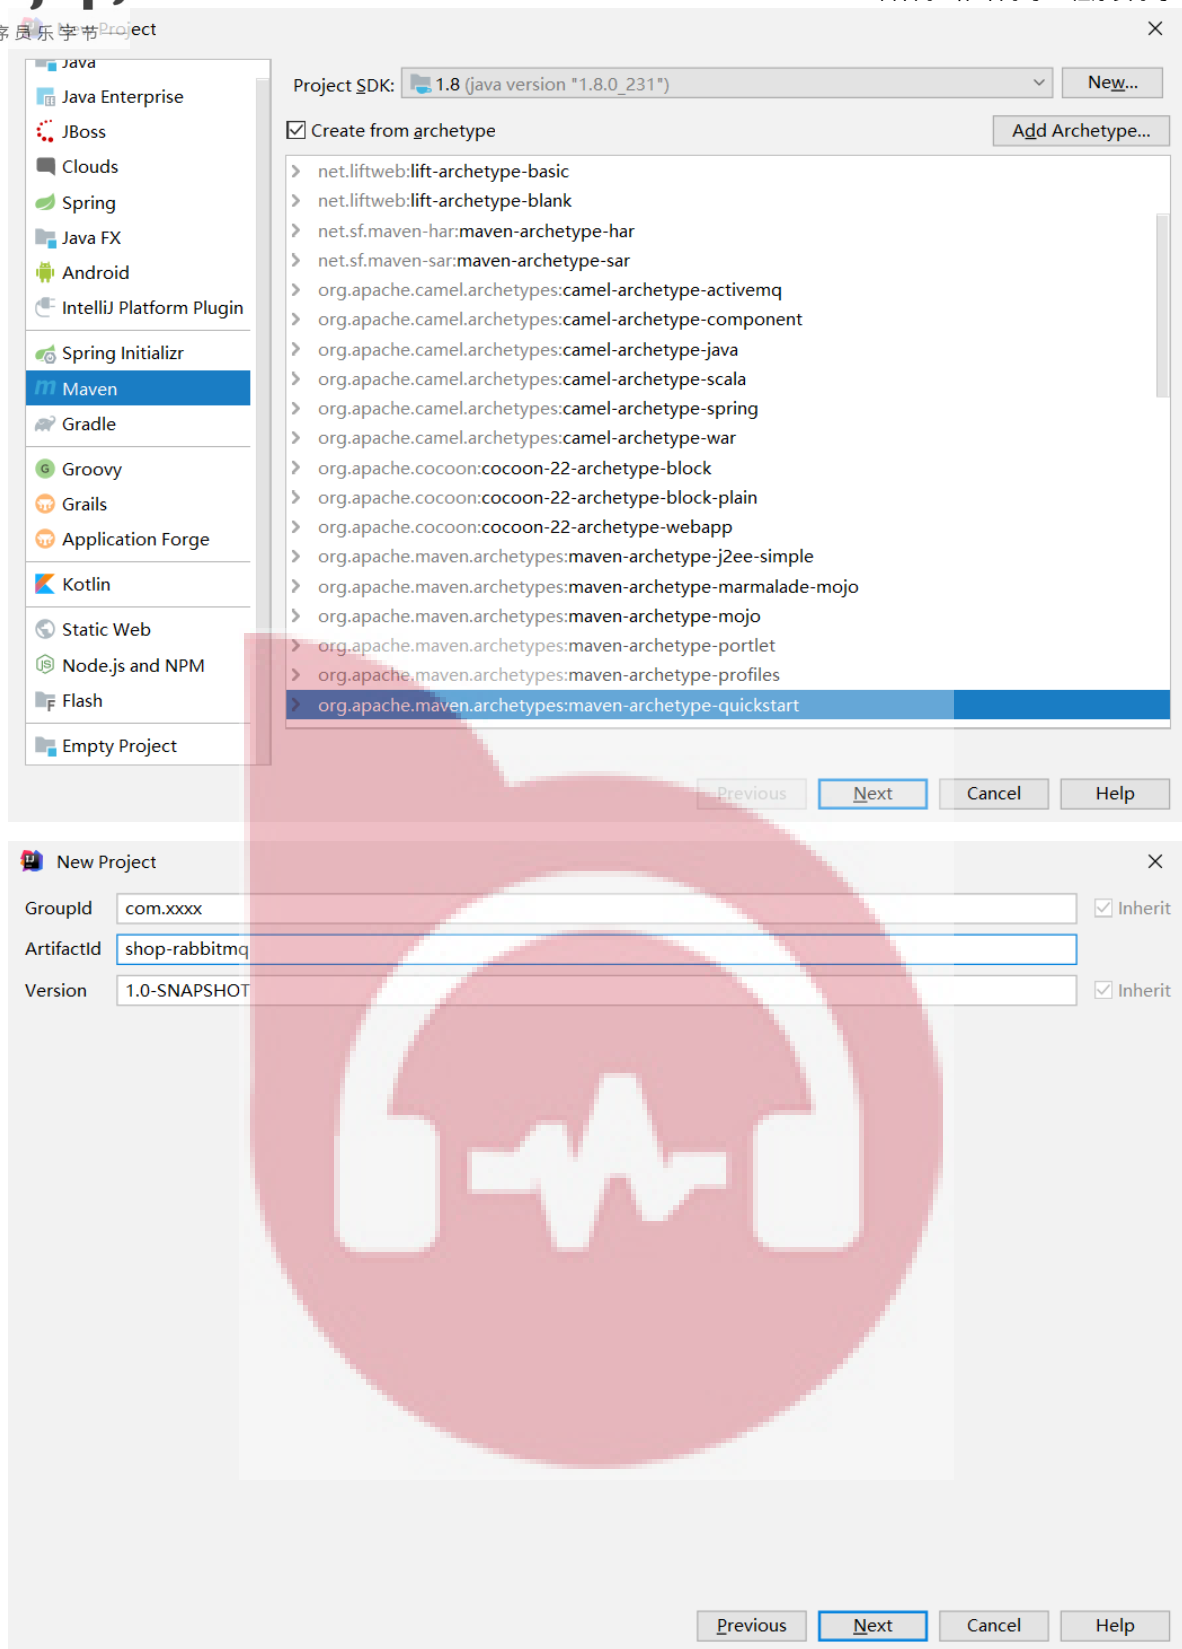 序员乐字节
New Project
Java
Java Enterprise
JBoss
Clouds
Spring
Java FX
Android
IntelliJ Platform Plugin
Spring Initializr
Maven
Gradle
Groovy
Grails
Application Forge
Kotlin
Static Web
Node.js and NPM
Flash
Empty Project
Project SDK: 1.8 (java version "1.8.0_231") New...
Create from archetype Add Archetype...
net.liftweb:lift-archetype-basic
net.liftweb:lift-archetype-blank
net.sf.maven-har:maven-archetype-har
net.sf.maven-sar:maven-archetype-sar
org.apache.camel.archetypes:camel-archetype-activemq
org.apache.camel.archetypes:camel-archetype-component
org.apache.camel.archetypes:camel-archetype-java
org.apache.camel.archetypes:camel-archetype-scala
org.apache.camel.archetypes:camel-archetype-spring
org.apache.camel.archetypes:camel-archetype-war
org.apache.cocoon:cocoon-22-archetype-block
org.apache.cocoon:cocoon-22-archetype-block-plain
org.apache.cocoon:cocoon-22-archetype-webapp
org.apache.maven.archetypes:maven-archetype-j2ee-simple
org.apache.maven.archetypes:maven-archetype-marmalade-mojo
org.apache.maven.archetypes:maven-archetype-mojo
org.apache.maven.archetypes:maven-archetype-portlet
org.apache.maven.archetypes:maven-archetype-profiles
org.apache.maven.archetypes:maven-archetype-quickstart
Previous Next Cancel Help
New Project
GroupId com.xxxx Inherit
ArtifactId shop-rabbitmq
Version 1.0-SNAPSHOT Inherit
Previous Next Cancel Help